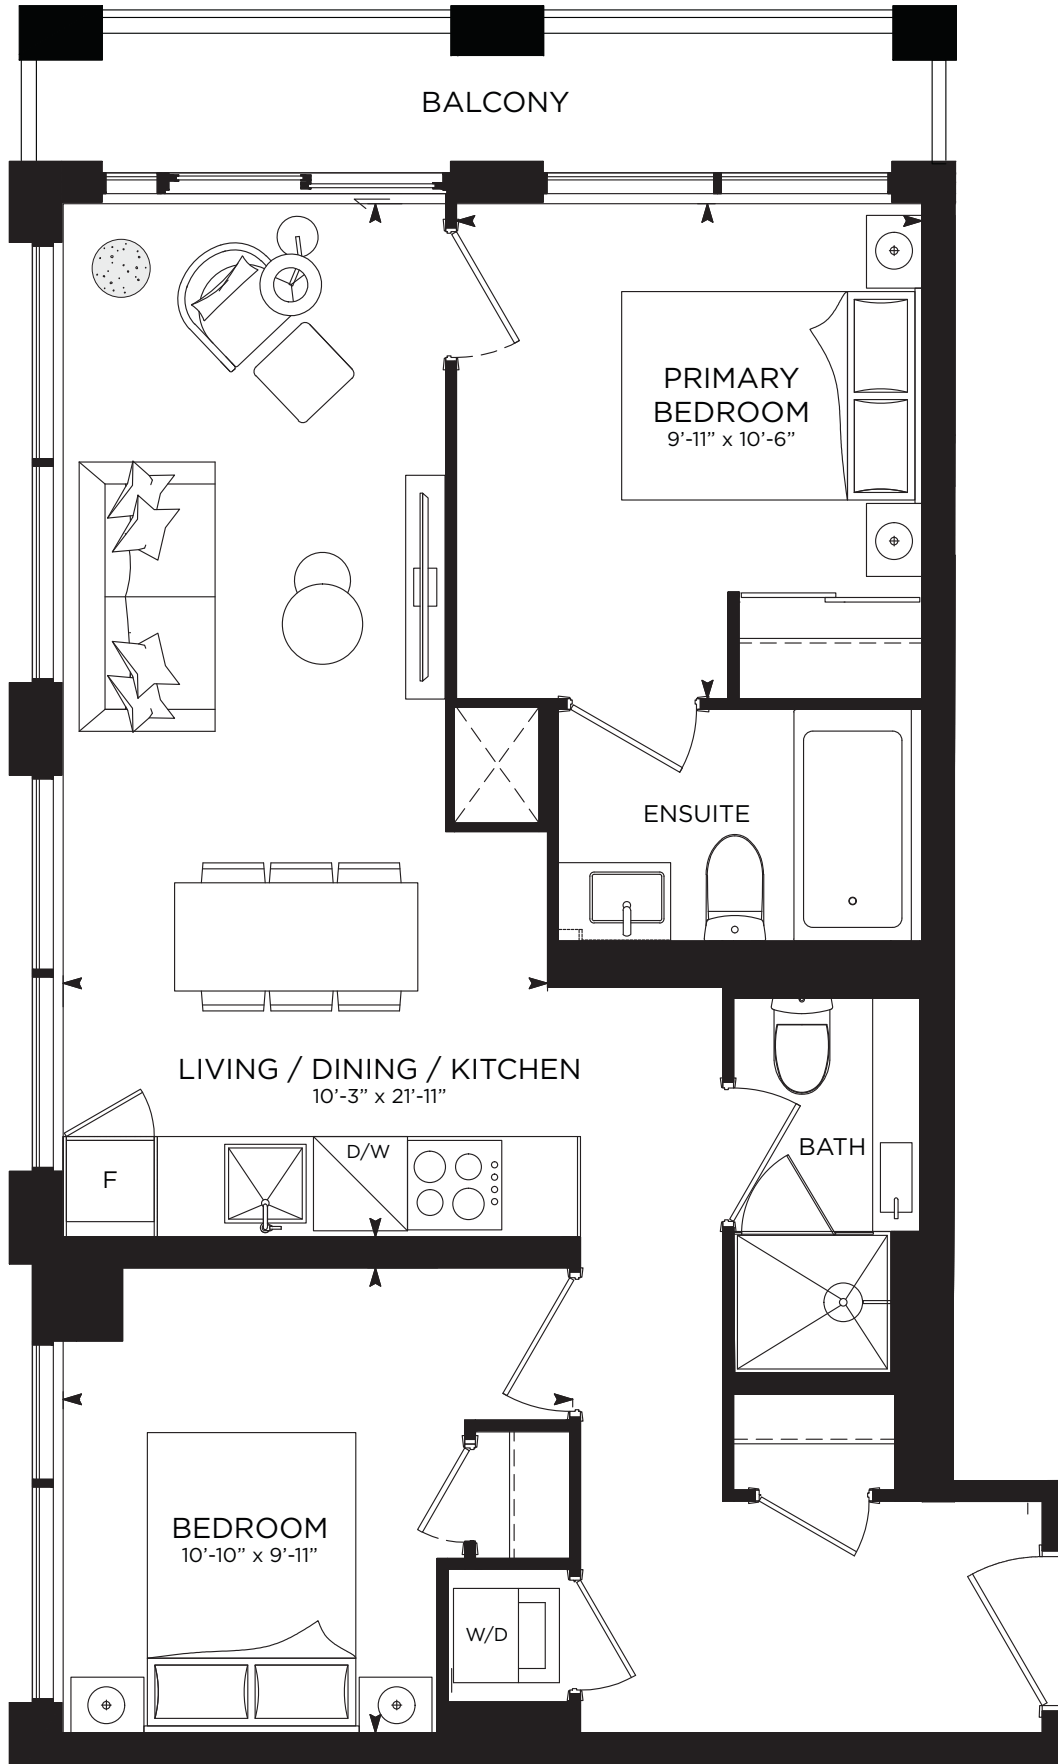 BALCONY
PRIMARY
BEDROOM
9’-11” x 10’-6”
ENSUITE
LIVING / DINING / KITCHEN
10’-3” x 21’-11”
BATH
D/W
F
BEDROOM
10’-10” x 9’-11”
W/D